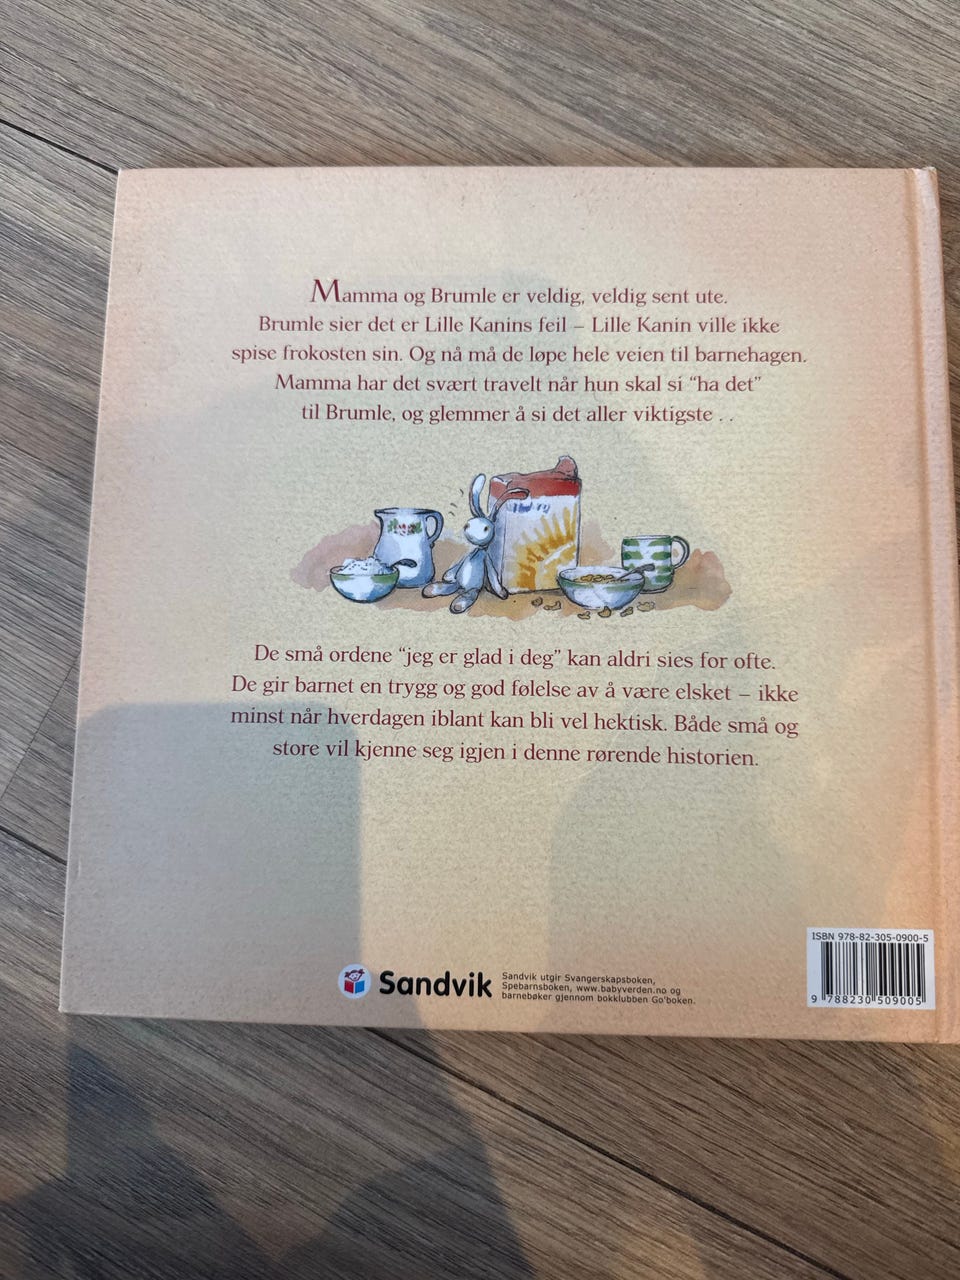 Mamma og Brumle er veldig, veldig sent ute.
Brumle sier det er Lille Kanins feil – Lille Kanin ville ikke
spise frokosten sin. Og nå må de løpe hele veien til barnehagen.
Mamma har det svært travelt når hun skal si “ha det”
til Brumle, og glemmer å si det aller viktigste . .
De små ordene “jeg er glad i deg” kan aldri sies for ofte.
De gir barnet en trygg og god følelse av å være elsket – ikke
minst når hverdagen iblant kan bli vel hektisk. Både små og
store vil kjenne seg igjen i denne rørende historien.
Sandvik
Sandvik utgir Svangerskapsboken,
Spebarnsboken, www.babyverden.no og
barnebøker gjennom bokklubben Go'boken.
ISBN 978-82-305-0900-5
9 788230 509005